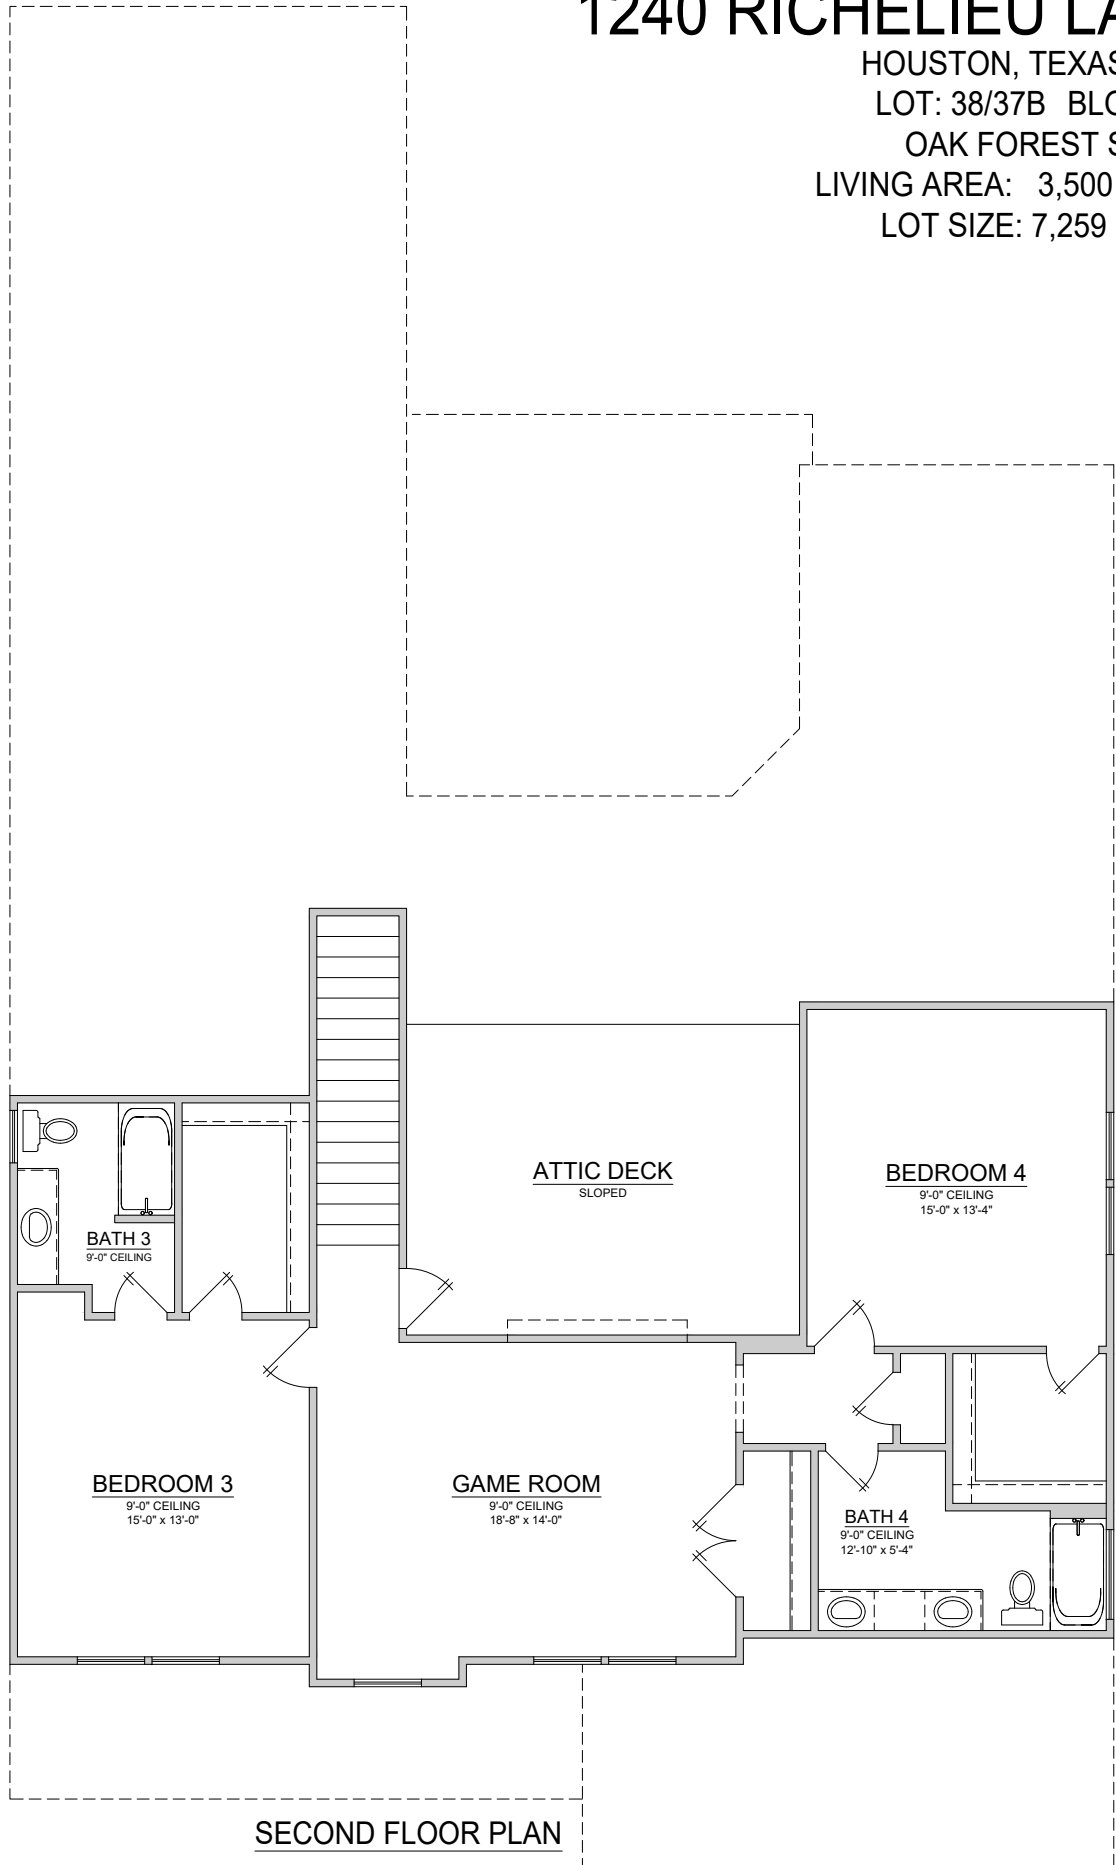 1240 RICHELIEU
HOUSTON, TEXAS
LOT: 38/37B
OAK FOREST
LIVING AREA: 3,500
LOT SIZE: 7,259
ATTIC DECK
SLOPED
BEDROOM 4
9'-0" CEILING
15'-0" x 13'-4"
BATH 3
9'-0" CEILING
BEDROOM 3
9'-0" CEILING
15'-0" x 13'-0"
GAME ROOM
9'-0" CEILING
18'-8" x 14'-0"
BATH 4
9'-0" CEILING
12'-10" x 5'-4"
SECOND FLOOR PLAN